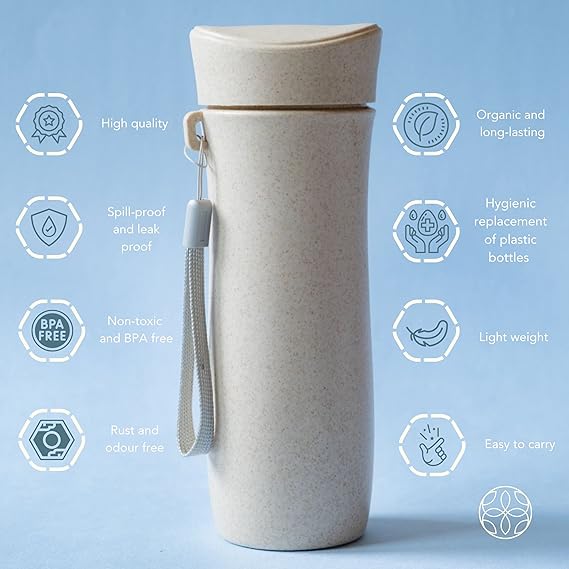 High quality
Spill-proof
and leak
proof
BPA
FREE
Non-toxic
and BPA free
Rust and
odour free
Organic and
long-lasting
Hygienic
replacement
of plastic
bottles
Light weight
Easy to carry